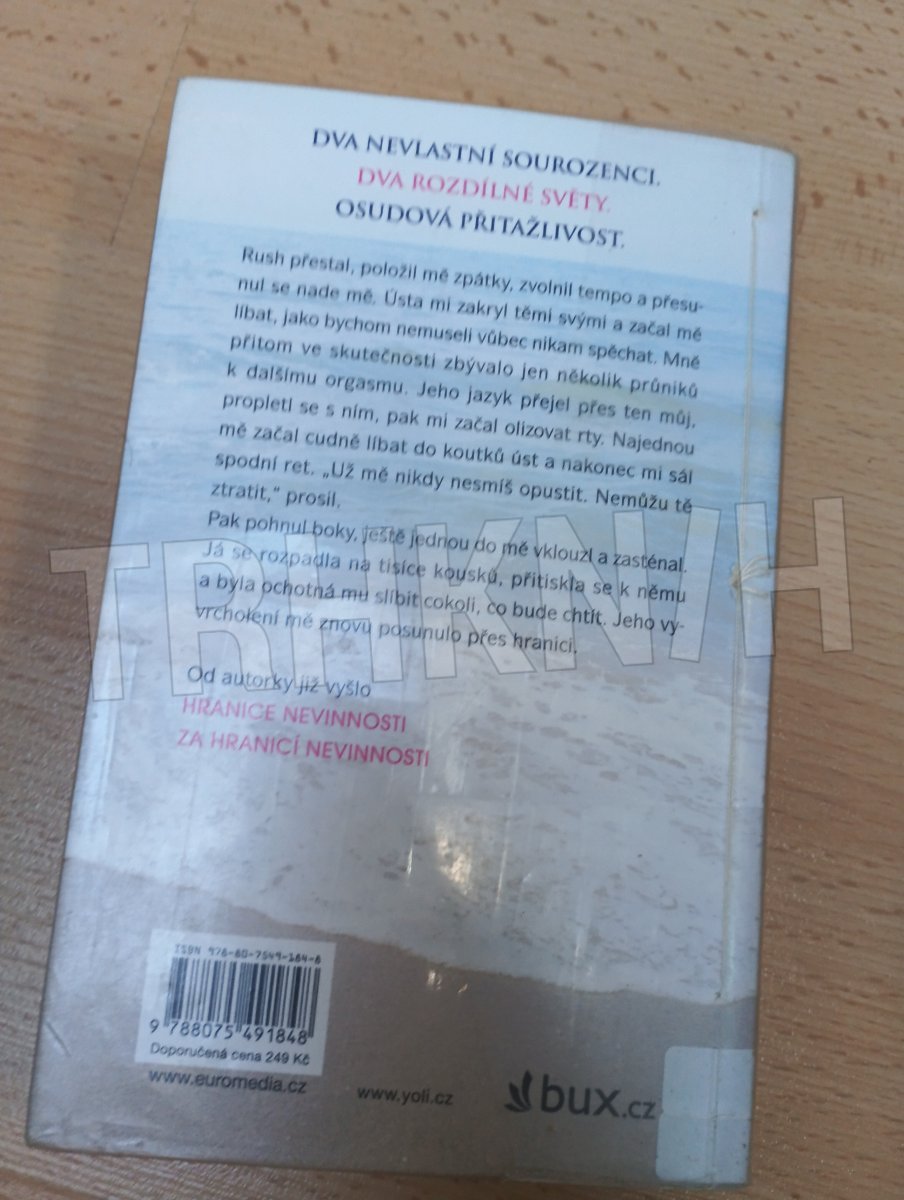 DVA NEVLASTNÍ SOUROZENCI.
DVA ROZDÍLNÉ SVĚTY.
OSUDOVÁ PŘITAŽLIVOST.
Rush přestal, položil mě zpátky, zvolnil tempo a přesu-
nul se nade mě. Ústa mi zakryl těmi svými a začal mě
líbat, jako bychom nemuseli vůbec nikam spěchat. Mně
přitom ve skutečnosti zbývalo jen několik průniků
k dalšímu orgasmu. Jeho jazyk přejel přes ten můj,
propletl se s ním, pak mi začal olizovat rty. Najednou
mě začal cudně líbat do koutků úst a nakonec mi sál
spodní ret. „Už mě nikdy nesmíš opustit. Nemůžu tě
ztratit,“ prosil.
Pak pohnul boky, ještě jednou do mě vklouzl a zasténal.
Já se rozpadla na tisíce kousků, přitiskla se k němu
a byla ochotná mu slíbit cokoli, co bude chtít. Jeho vy-
vrcholení mě znovu posunulo přes hranici.
TRHKNIH
Od autorky již vyšlo
HRANICE NEVINNOSTI
ZA HRANICÍ NEVINNOSTI
ISBN 978-80-7549-184-8
9 788075 491848
Doporučená cena 249 Kč
www.euromedia.cz
www.yoli.cz
bux.cz